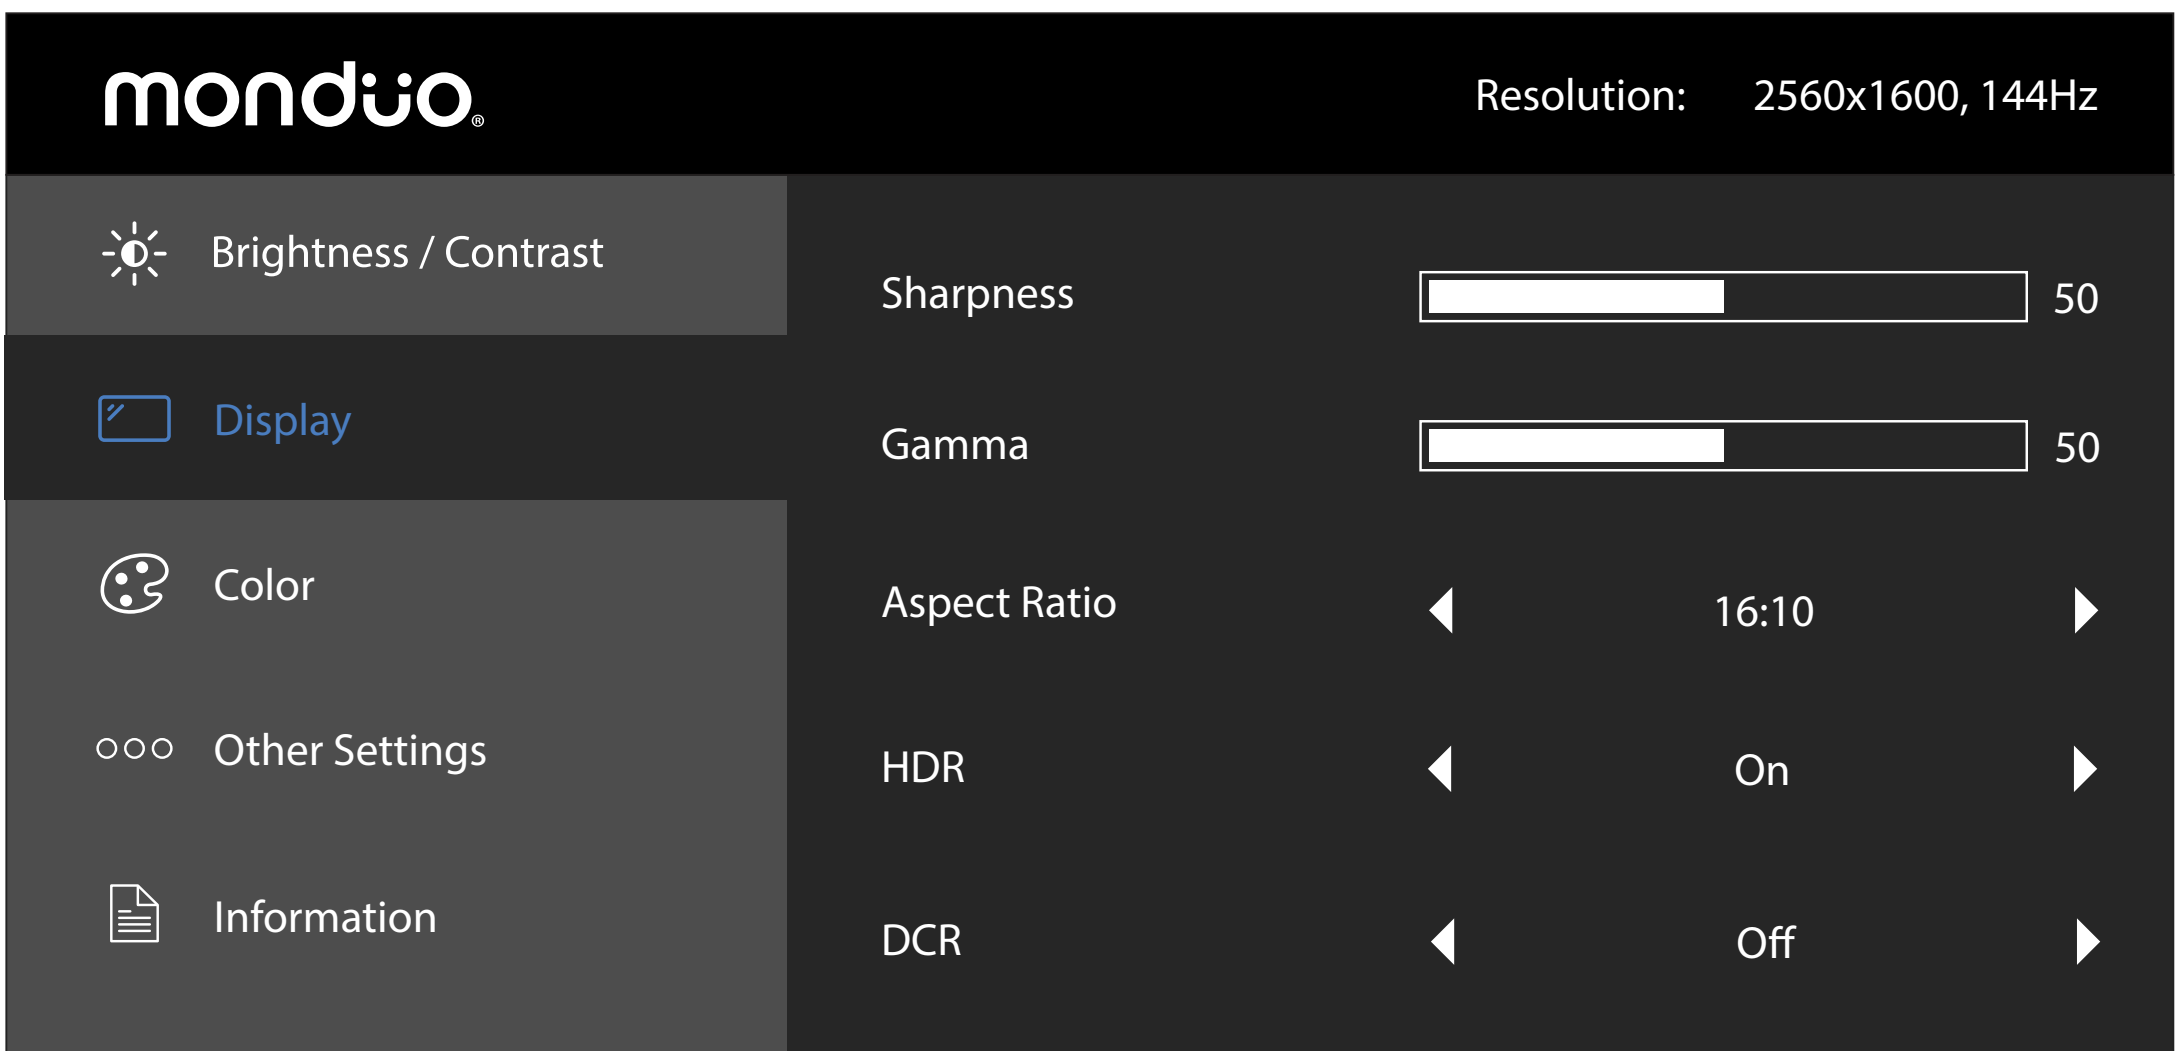 mondüo®
Resolution: 2560x1600, 144Hz
Brightness / Contrast
Display
Color
Other Settings
Information
Sharpness 50
Gamma 50
Aspect Ratio 16:10
HDR On
DCR Off